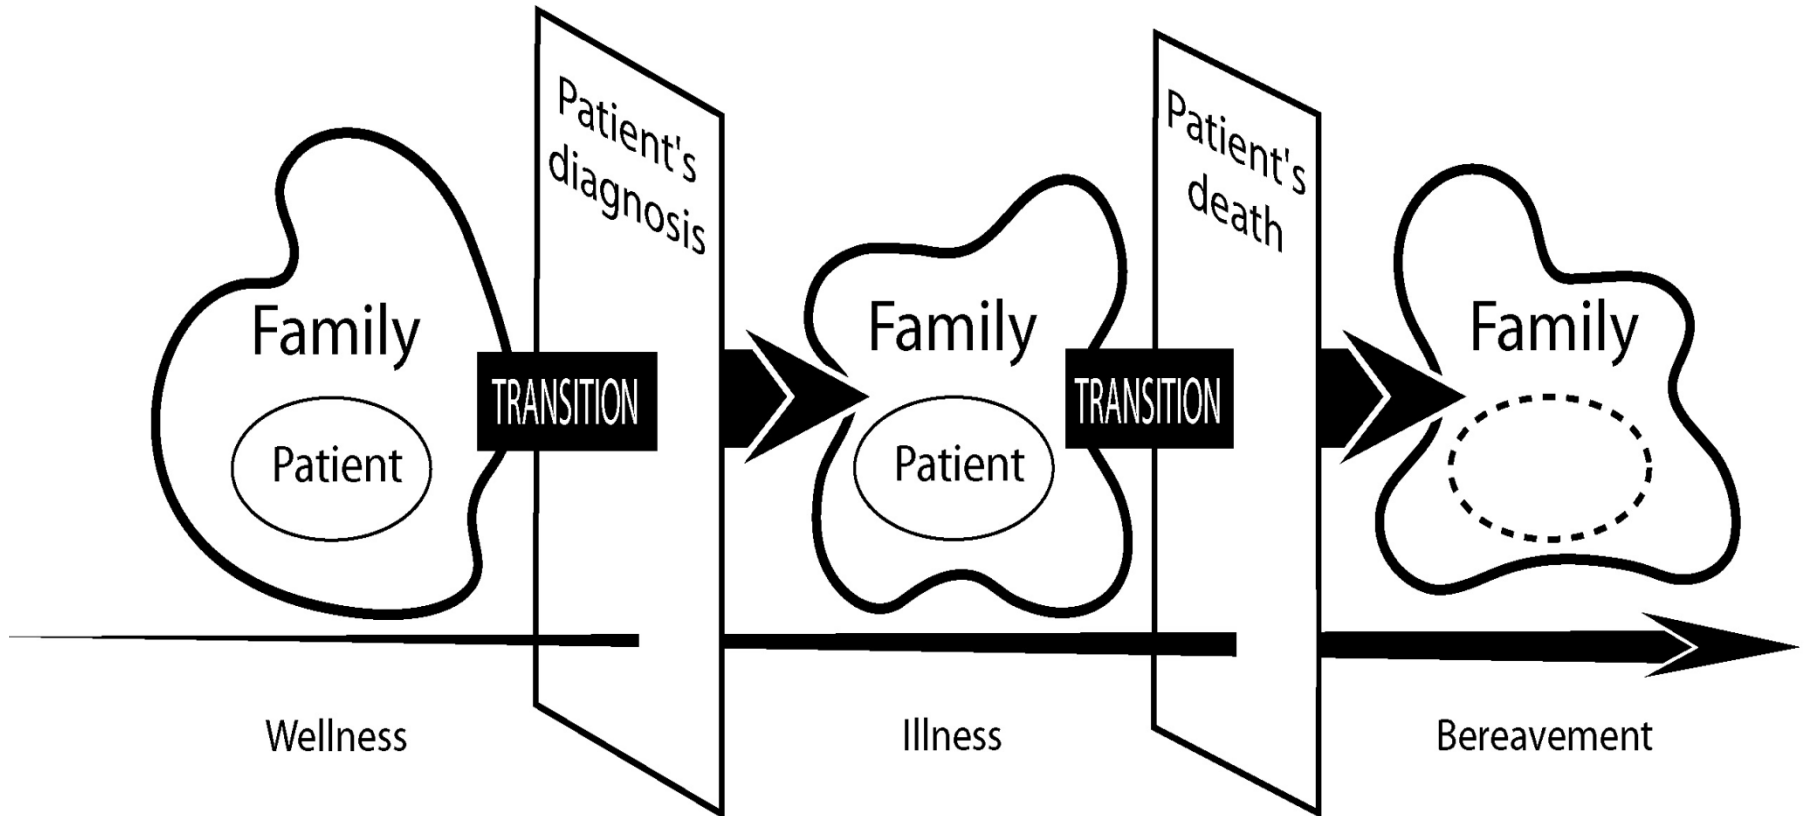 Family
Patient
TRANSITION
Patient's
diagnosis
Family
Patient
TRANSITION
Patient's
death
Family
Wellness
Illness
Bereavement